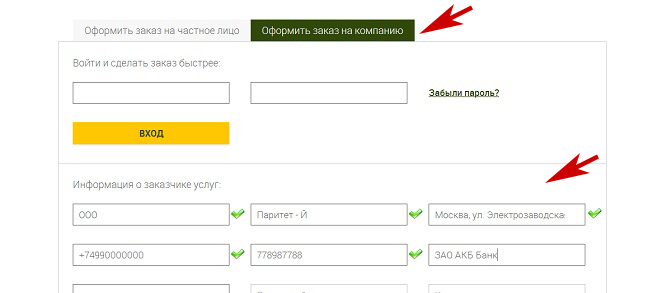 Оформить заказ на частное лицо Оформить заказ на компанию
Войти и сделать заказ быстрее:
Забыли пароль?
ВХОД
Информация о заказчике услуг:
ООО Паритет - Й Москва, ул. Электрозаводска
+74990000000 778987788 ЗАО АКБ Банк